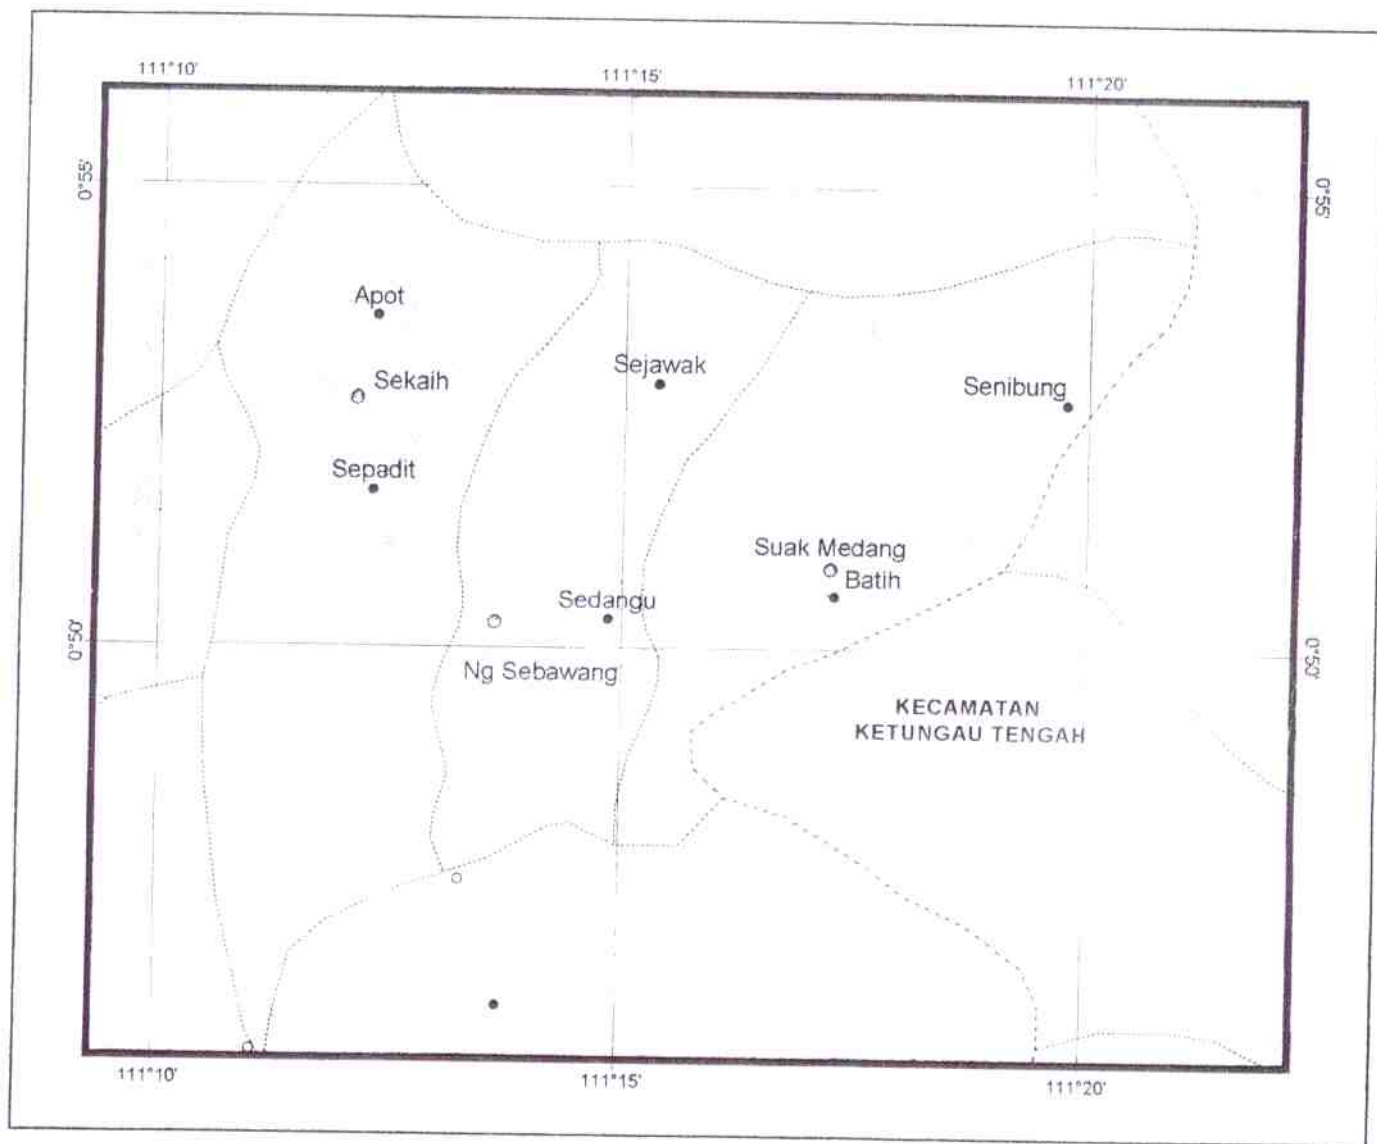 111°10'
111°15'
111°20'
0°55'
0°55'
Apot
Sejawak
Sekaih
Senibung
Sepadit
Suak Medang
Batih
Sedangu
0°50'
0°50'
Ng Sebawang
KECAMATAN
KETUNGAU TENGAH
111°10'
111°15'
111°20'